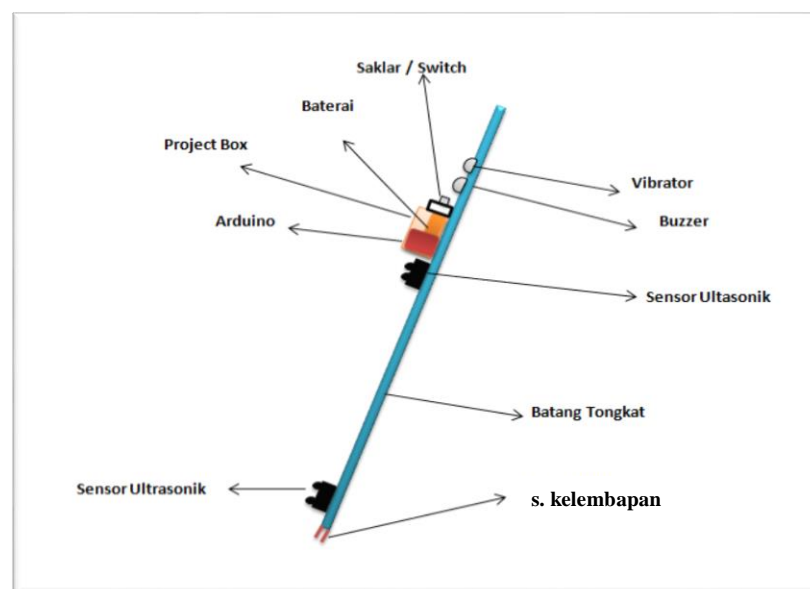 Saklar / Switch
Baterai
Project Box
Vibrator
Arduino
Buzzer
Sensor Ultasonik
Batang Tongkat
Sensor Ultrasonik
s. kelembapan